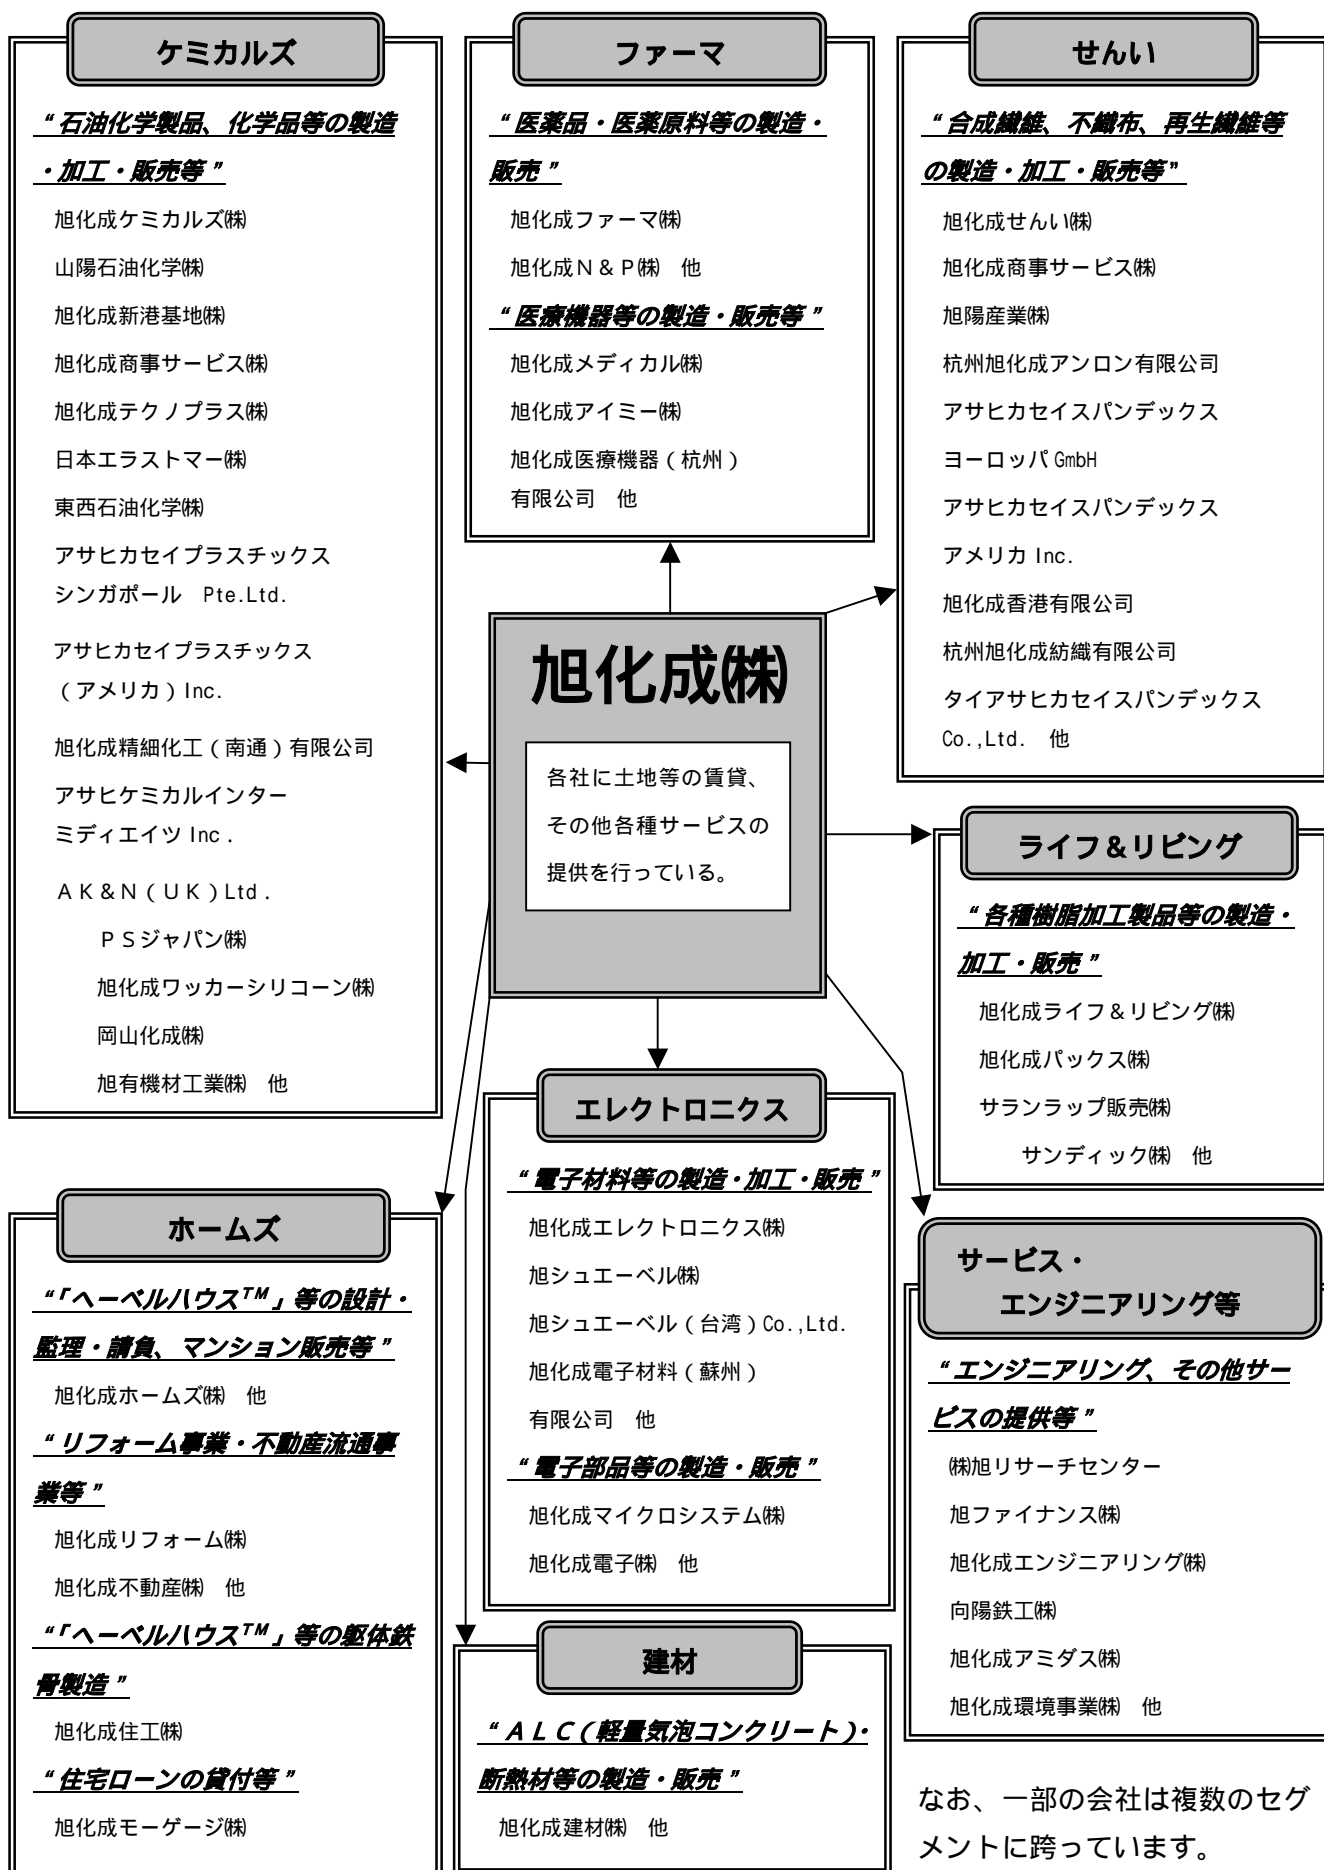 ケミカルズ
“石油化学製品、化学品等の製造
・加工・販売等”
旭化成ケミカルズ㈱
山陽石油化学㈱
旭化成新港基地㈱
旭化成商事サービス㈱
旭化成テクノプラス㈱
日本エラストマー㈱
東西石油化学㈱
アサヒカセイプラスチックス
シンガポール　Pte.Ltd.
アサヒカセイプラスチックス
（アメリカ）Inc.
旭化成精細化工（南通）有限公司
アサヒケミカルインター
ミディエイツ Inc．
ＡＫ＆Ｎ（ＵＫ）Ltd．
ＰＳジャパン㈱
旭化成ワッカーシリコーン㈱
岡山化成㈱
旭有機材工業㈱　他
ファーマ
“医薬品・医薬原料等の製造・
販売”
旭化成ファーマ㈱
旭化成Ｎ＆Ｐ㈱　他
“医療機器等の製造・販売等”
旭化成メディカル㈱
旭化成アイミー㈱
旭化成医療機器（杭州）
有限公司　他
せんい
“合成繊維、不織布、再生繊維等
の製造・加工・販売等”
旭化成せんい㈱
旭化成商事サービス㈱
旭陽産業㈱
杭州旭化成アンロン有限公司
アサヒカセイスパンデックス
ヨーロッパ GmbH
アサヒカセイスパンデックス
アメリカ Inc.
旭化成香港有限公司
杭州旭化成紡織有限公司
タイアサヒカセイスパンデックス
Co.,Ltd.　他
旭化成㈱
各社に土地等の賃貸、
その他各種サービスの
提供を行っている。
ライフ＆リビング
“各種樹脂加工製品等の製造・
加工・販売”
旭化成ライフ＆リビング㈱
旭化成パックス㈱
サランラップ販売㈱
サンディック㈱　他
エレクトロニクス
“電子材料等の製造・加工・販売”
旭化成エレクトロニクス㈱
旭シュエーベル㈱
旭シュエーベル（台湾）Co.,Ltd.
旭化成電子材料（蘇州）
有限公司　他
“電子部品等の製造・販売”
旭化成マイクロシステム㈱
旭化成電子㈱　他
ホームズ
“「ヘーベルハウス™」等の設計・
監理・請負、マンション販売等”
旭化成ホームズ㈱　他
“リフォーム事業・不動産流通事
業等”
旭化成リフォーム㈱
旭化成不動産㈱　他
“「ヘーベルハウス™」等の躯体鉄
骨製造”
旭化成住工㈱
“住宅ローンの貸付等”
旭化成モーゲージ㈱
建材
“ＡＬＣ（軽量気泡コンクリート）・
断熱材等の製造・販売”
旭化成建材㈱　他
サービス・
エンジニアリング等
“エンジニアリング、その他サー
ビスの提供等”
㈱旭リサーチセンター
旭ファイナンス㈱
旭化成エンジニアリング㈱
向陽鉄工㈱
旭化成アミダス㈱
旭化成環境事業㈱　他
なお、一部の会社は複数のセグ
メントに跨っています。